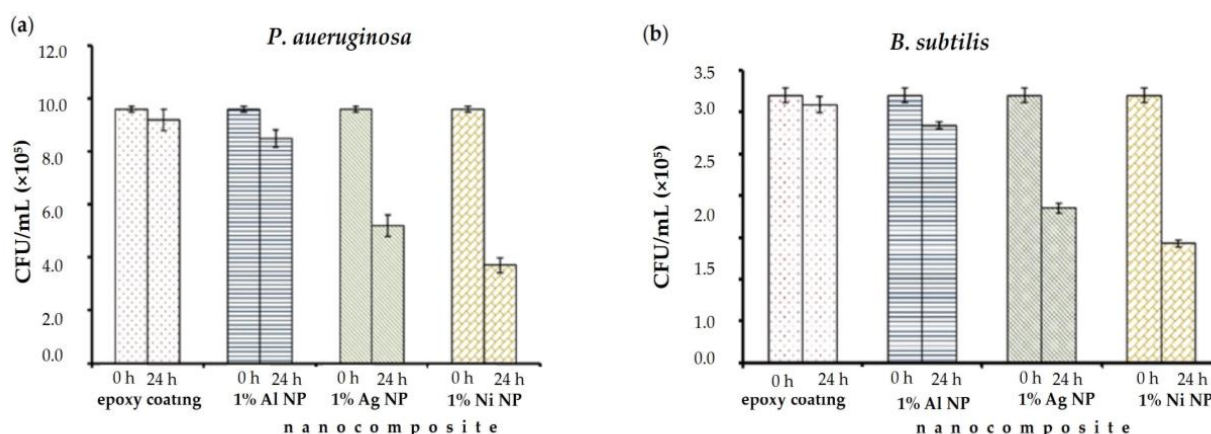 (a)
P. aueruginosa
CFU/mL (×10⁵)
12.0
10.0
8.0
6.0
4.0
2.0
0.0
0 h 24 h 0 h 24 h 0 h 24 h 0 h 24 h
epoxy coating 1% Al NP 1% Ag NP 1% Ni NP
nanocomposite
(b)
B. subtilis
CFU/mL (×10⁵)
3.5
3.0
2.0
1.5
1.0
0.0
0 h 24 h 0 h 24 h 0 h 24 h 0 h 24 h
epoxy coating 1% Al NP 1% Ag NP 1% Ni NP
nanocomposite